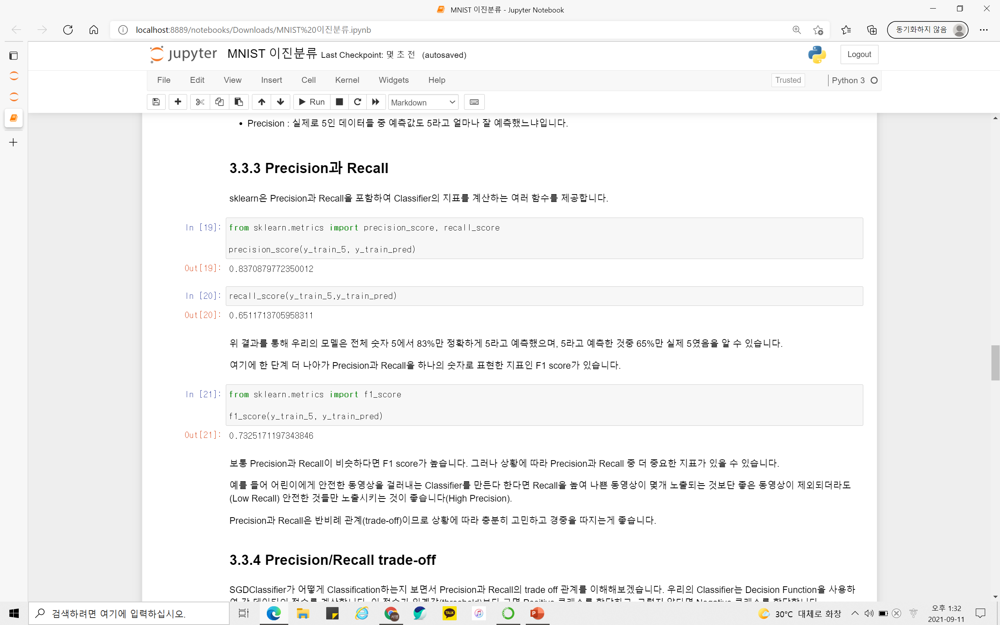 MNIST 이진분류 - Jupyter Notebook
localhost:8889/notebooks/Downloads/MNIST%20이진분류.ipynb
동기화하지 않음
jupyter MNIST 이진분류 Last Checkpoint: 몇 초 전 (autosaved)
Logout
File Edit View Insert Cell Kernel Widgets Help
Trusted
Python 3
Run
Markdown
• Precision : 실제로 5인 데이터들 중 예측값도 5라고 얼마나 잘 예측했느냐입니다.
3.3.3 Precision과 Recall
sklearn은 Precision과 Recall을 포함하여 Classifier의 지표를 계산하는 여러 함수를 제공합니다.
In [19]: from sklearn.metrics import precision_score, recall_score
precision_score(y_train_5, y_train_pred)
Out[19]: 0.8370879772350012
In [20]: recall_score(y_train_5,y_train_pred)
Out[20]: 0.6511713705958311
위 결과를 통해 우리의 모델은 전체 숫자 5에서 83%만 정확하게 5라고 예측했으며, 5라고 예측한 것중 65%만 실제 5였음을 알 수 있습니다.
여기에 한 단계 더 나아가 Precision과 Recall을 하나의 숫자로 표현한 지표인 F1 score가 있습니다.
In [21]: from sklearn.metrics import f1_score
f1_score(y_train_5, y_train_pred)
Out[21]: 0.7325171197343846
보통 Precision과 Recall이 비슷하다면 F1 score가 높습니다. 그러나 상황에 따라 Precision과 Recall 중 더 중요한 지표가 있을 수 있습니다.
예를 들어 어린이에게 안전한 동영상을 걸러내는 Classifier를 만든다 한다면 Recall을 높여 나쁜 동영상이 몇개 노출되는 것보단 좋은 동영상이 제외되더라도
(Low Recall) 안전한 것들만 노출시키는 것이 좋습니다(High Precision).
Precision과 Recall은 반비례 관계(trade-off)이므로 상황에 따라 충분히 고민하고 경중을 따지는게 좋습니다.
3.3.4 Precision/Recall trade-off
SGDClassifier가 어떻게 Classification하는지 보면서 Precision과 Recall의 trade off 관계를 이해해보겠습니다. 우리의 Classifier는 Decision Function을 사용하
여 각 데이터의 점수를 계산합니다. 이 점수가 임계값(threshold)보다 크면 Positive 클래스를 할당하고, 그렇지 않다면 Negative 클래스를 할당합니다.
검색하려면 여기에 입력하십시오.
서영
TALK
30°C 대체로 화창
오후 1:32
2021-09-11